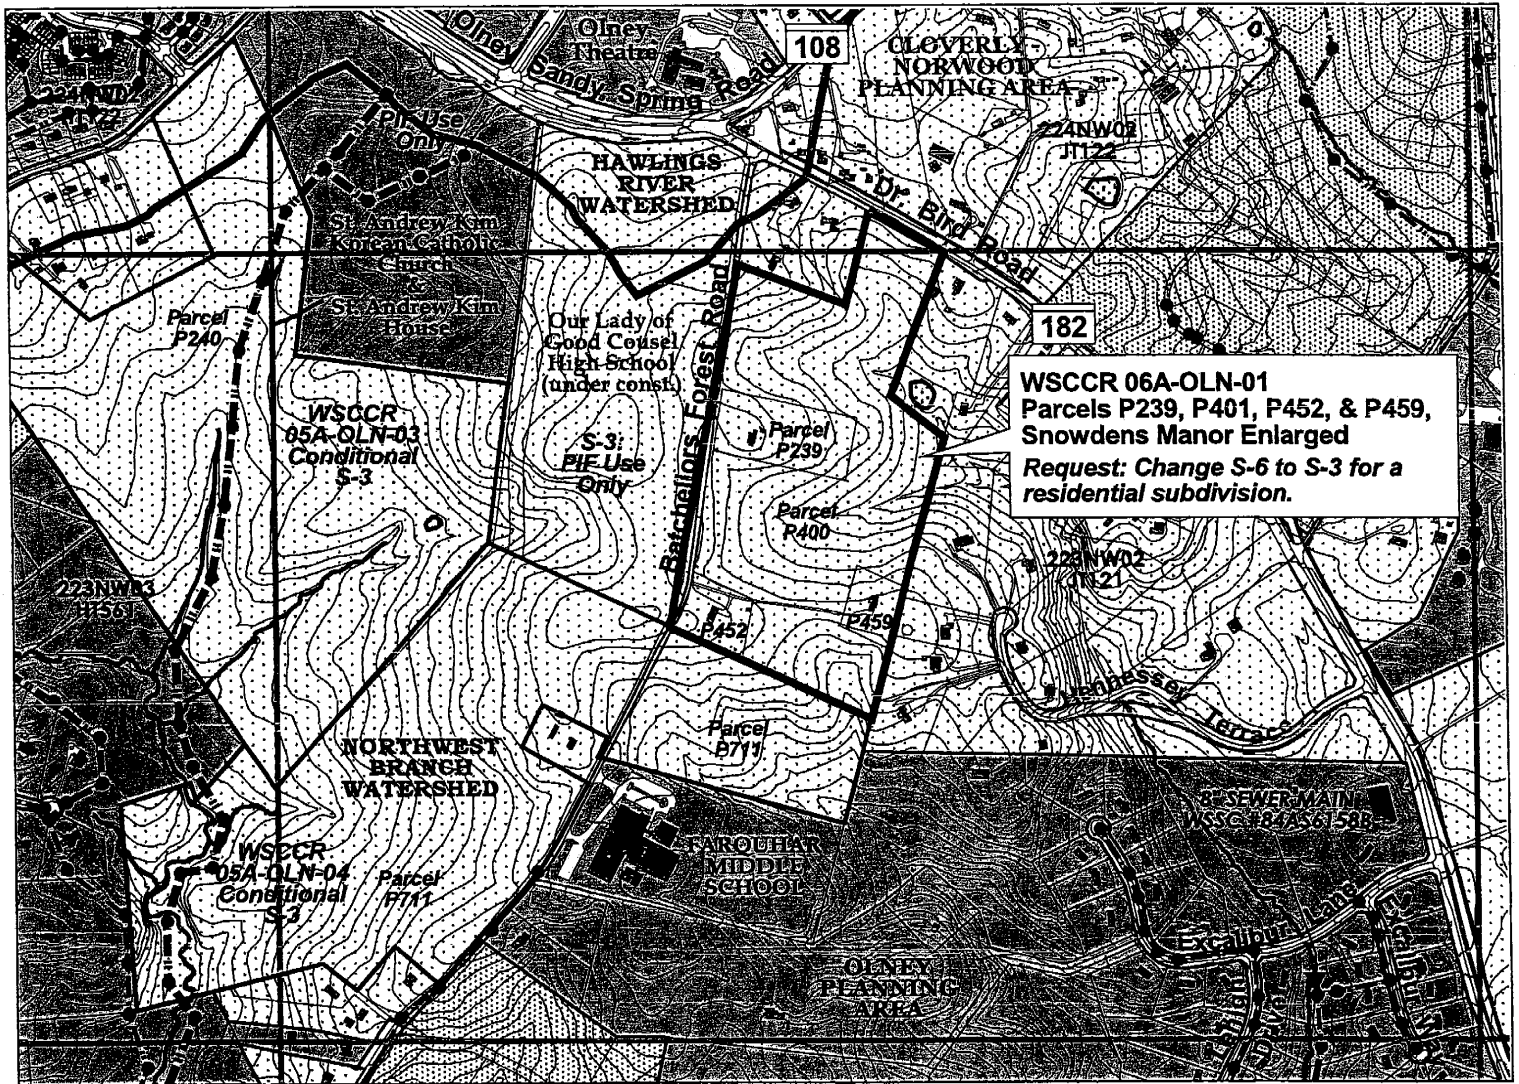 Olney
Theatre
Olney
Sandy Spring Road
108
CLOVERLY-
NORWOOD
PLANNING AREA
224NW02
JT122
PIF Use
Only
HAWLINGS
RIVER
WATERSHED
Dr. Bird Road
St. Andrew Kim
Korean Catholic
Church
&
St. Andrew Kim
House
Parcel
P240
Our Lady of
Good Cousel
High School
(under const.)
Batchellors Forest Road
182
WSCCR 06A-OLN-01
Parcels P239, P401, P452, & P459,
Snowdens Manor Enlarged
Request: Change S-6 to S-3 for a
residential subdivision.
WSCCR
05A-OLN-03
Conditional
S-3
S-3:
PIF Use
Only
Parcel
P239
Parcel
P400
223NW02
JT121
223NW03
HT561
P452
P459
Hennesser Terrace
Parcel
P711
NORTHWEST
BRANCH
WATERSHED
8" SEWER MAIN
WSSC #84AS6158B
FARQUHAR
MIDDLE
SCHOOL
WSCCR
05A-OLN-04
Conditional
S-3
Parcel
P711
Excalibur Lane
OLNEY
PLANNING
AREA